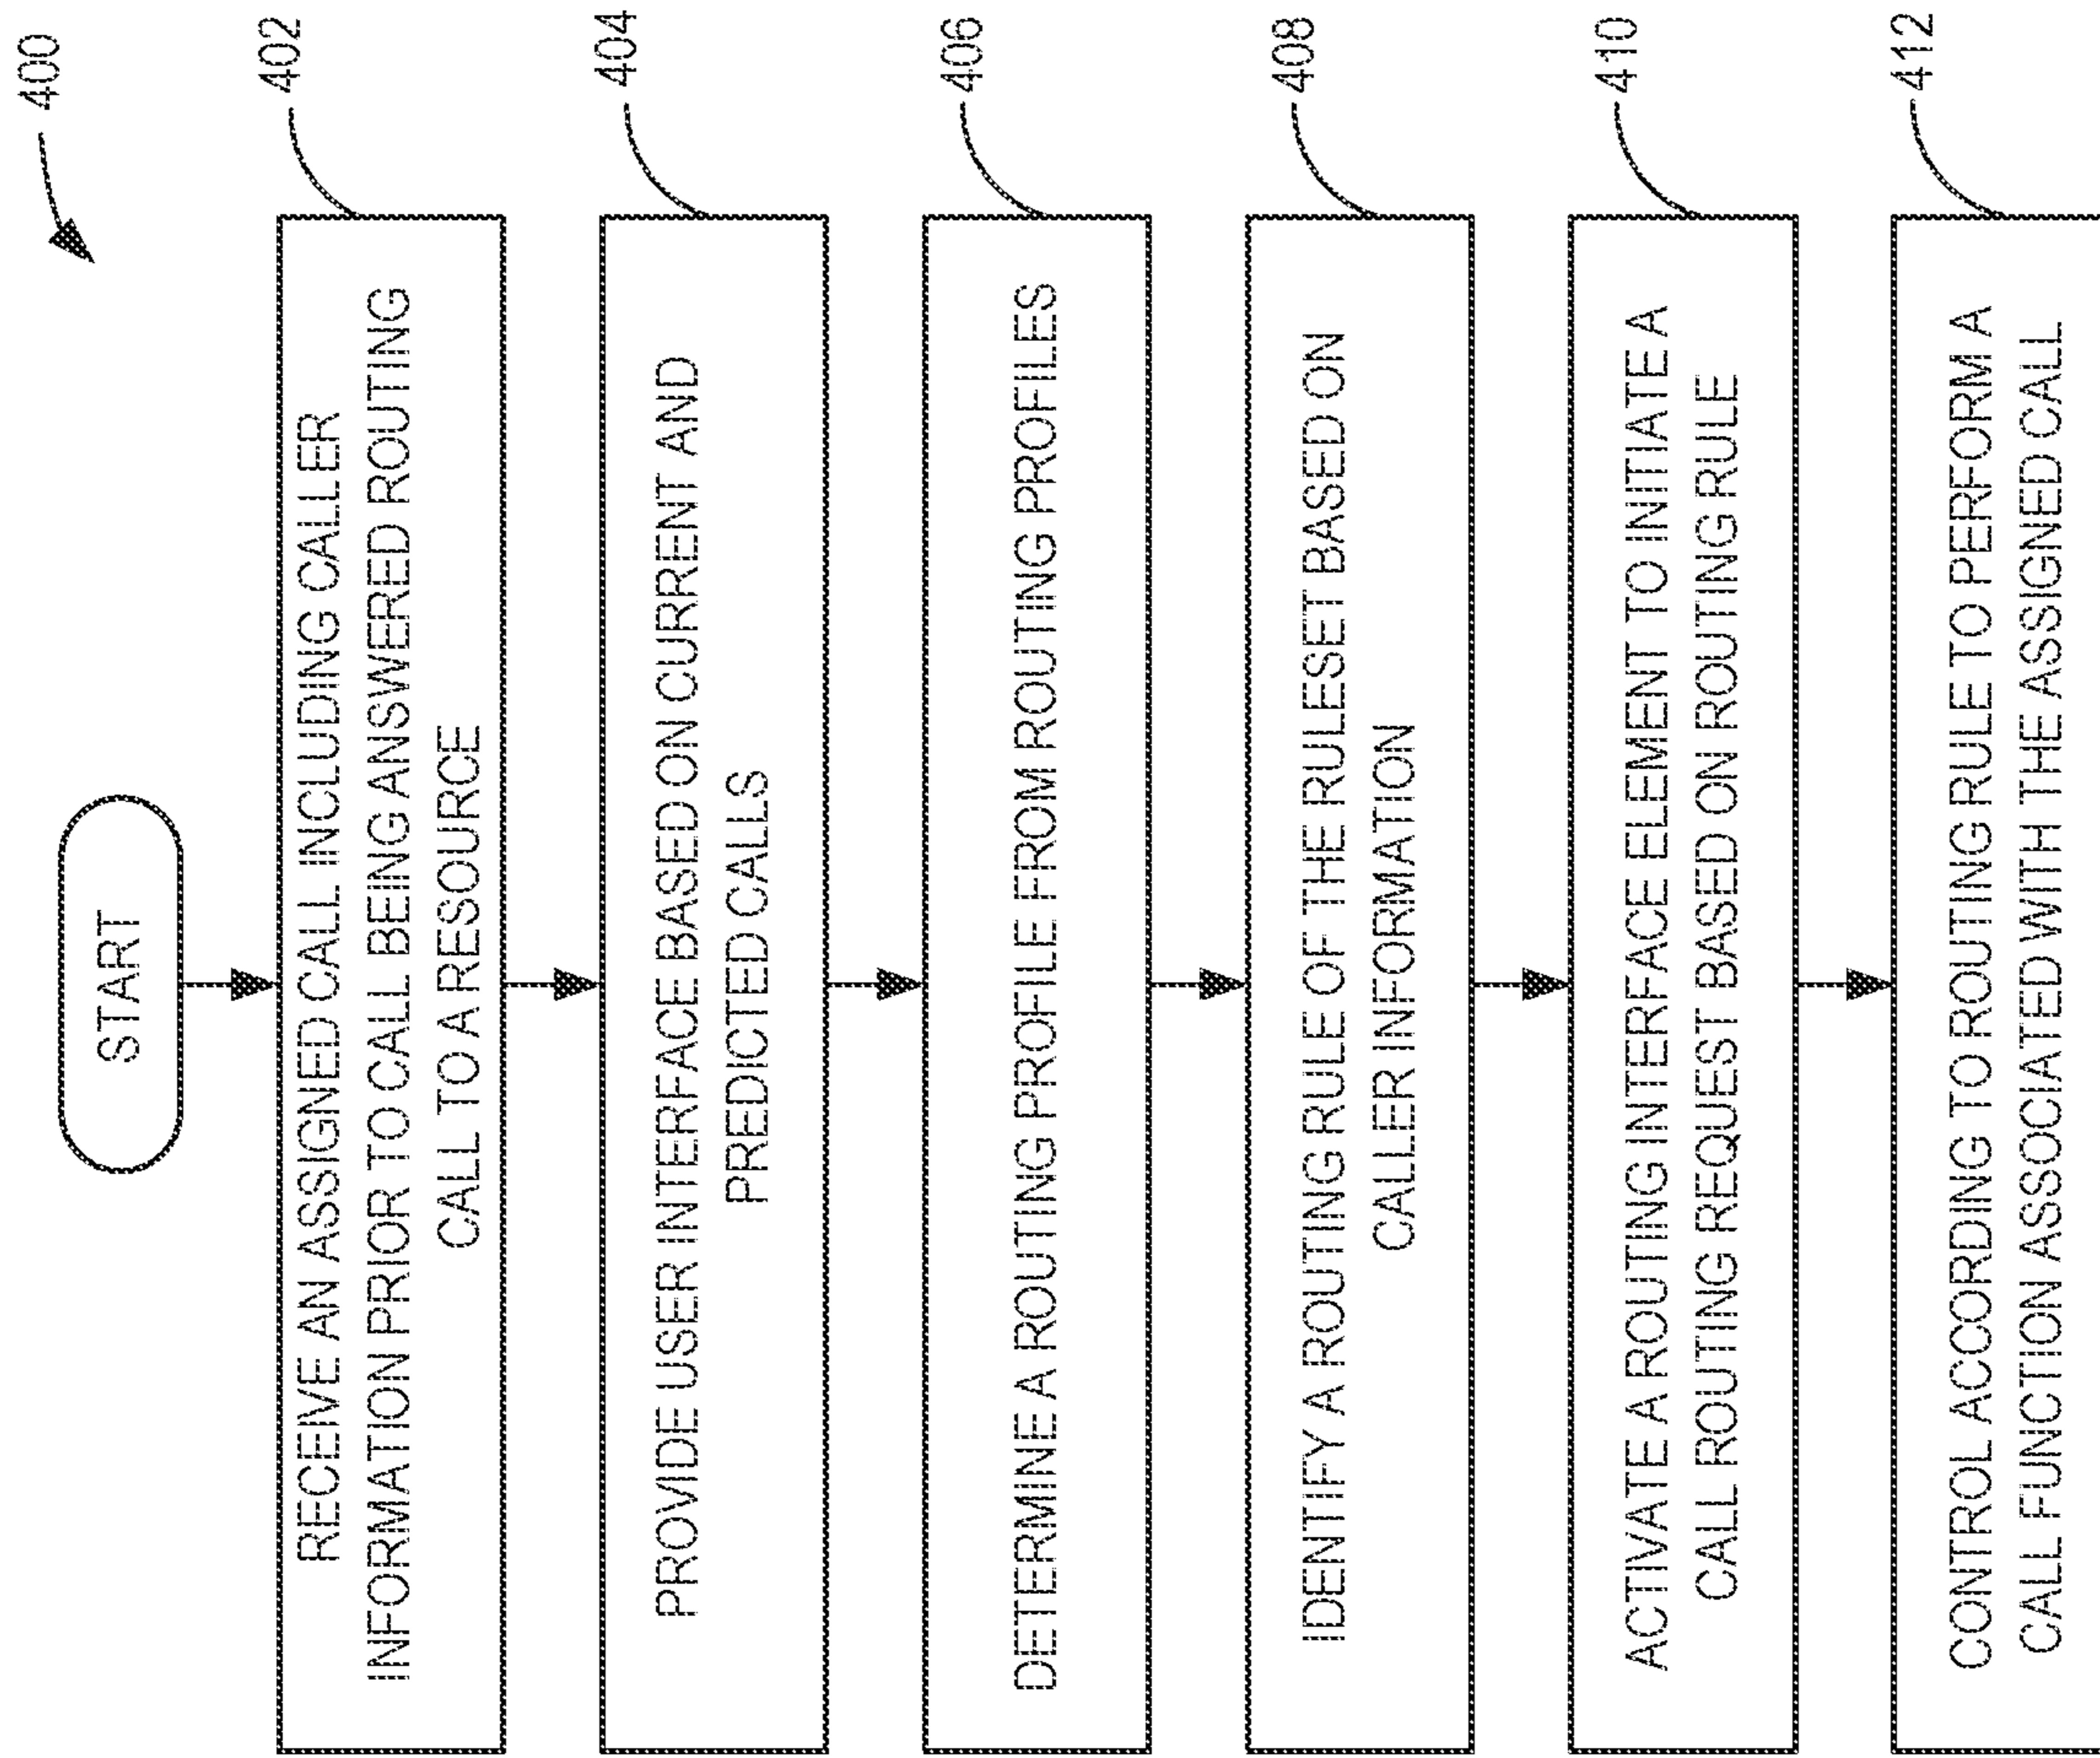 400
START
RECEIVE AN ASSIGNED CALL INCLUDING CALLER
INFORMATION PRIOR TO CALL BEING ANSWERED ROUTING
CALL TO A RESOURCE
402
PROVIDE USER INTERFACE BASED ON CURRENT AND
PREDICTED CALLS
404
DETERMINE A ROUTING PROFILE FROM ROUTING PROFILES
406
IDENTIFY A ROUTING RULE OF THE RULESET BASED ON
CALLER INFORMATION
408
ACTIVATE A ROUTING INTERFACE ELEMENT TO INITIATE A
CALL ROUTING REQUEST BASED ON ROUTING RULE
410
CONTROL ACCORDING TO ROUTING RULE TO PERFORM A
CALL FUNCTION ASSOCIATED WITH THE ASSIGNED CALL
412